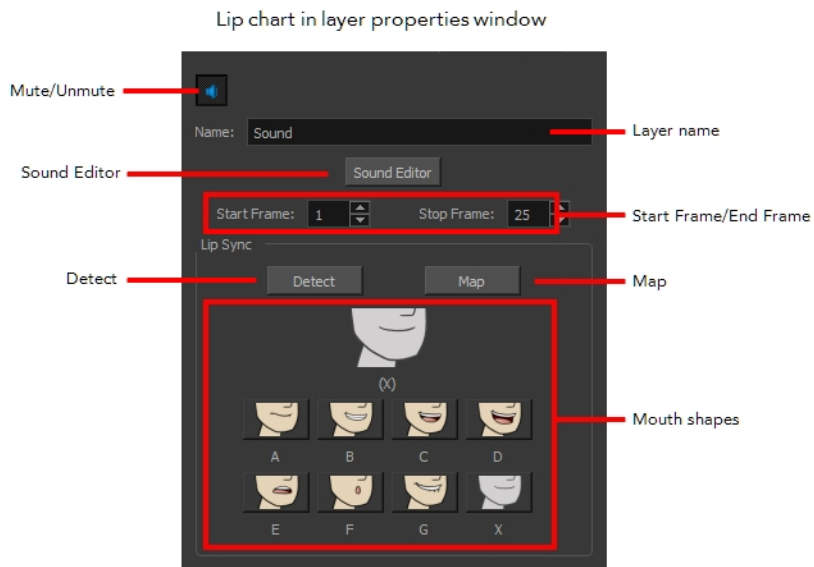 Lip chart in layer properties window
Mute/Unmute
Name: Sound
Layer name
Sound Editor
Sound Editor
Start Frame: 1 Stop Frame: 25
Start Frame/End Frame
Lip Sync
Detect
Detect
Map
Map
(X)
Mouth shapes
A B C D
E F G X